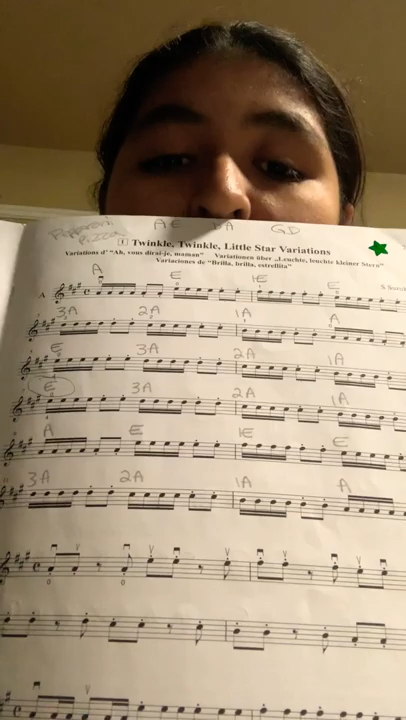 Pepperoni Pizza AE DA GD
1 Twinkle, Twinkle, Little Star Variations
Variations d' "Ah, vous dirai-je, maman" Variationen über „Leuchte, leuchte kleiner Stern"
Variaciones de "Brilla, brilla, estrellita"
A E 1E E
A
3A 2A 1A A
E 3A 2A 1A
E 3A 2A 1A
A E 1E E
3A 2A 1A A